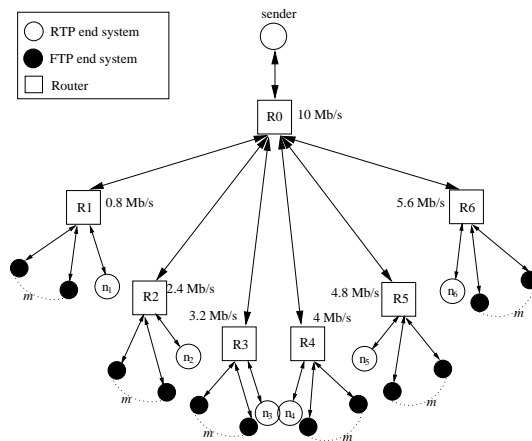 sender
RTP end system
FTP end system
Router
R0
10 Mb/s
R1
0.8 Mb/s
5.6 Mb/s
R6
n1
m
R2
2.4 Mb/s
4.8 Mb/s
R5
n6
m
3.2 Mb/s
4 Mb/s
R3
R4
n2
n5
m
n3
n4
m
m
m